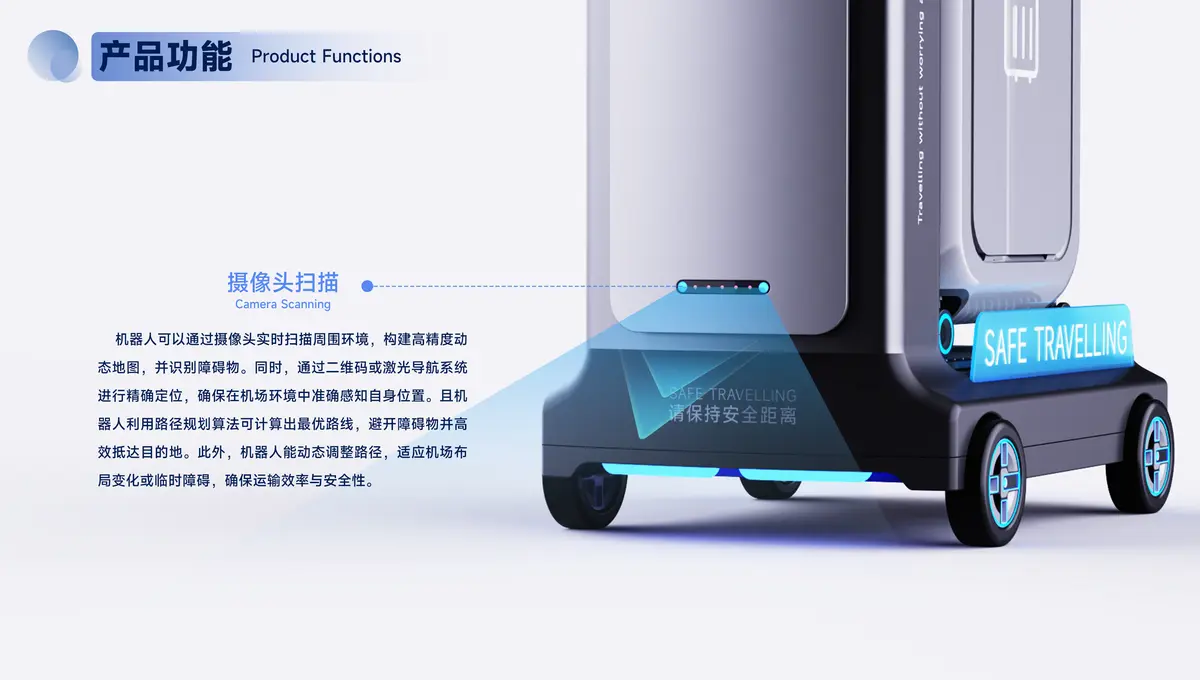 产品功能 Product Functions
摄像头扫描
Camera Scanning
机器人可以通过摄像头实时扫描周围环境，构建高精度动
态地图，并识别障碍物。同时，通过二维码或激光导航系统
进行精确定位，确保在机场环境中准确感知自身位置。且机
器人利用路径规划算法可计算出最优路线，避开障碍物并高
效抵达目的地。此外，机器人能动态调整路径，适应机场布
局变化或临时障碍，确保运输效率与安全性。
Travelling without worrying
SAFE TRAVELLING
SAFE TRAVELLING
请保持安全距离